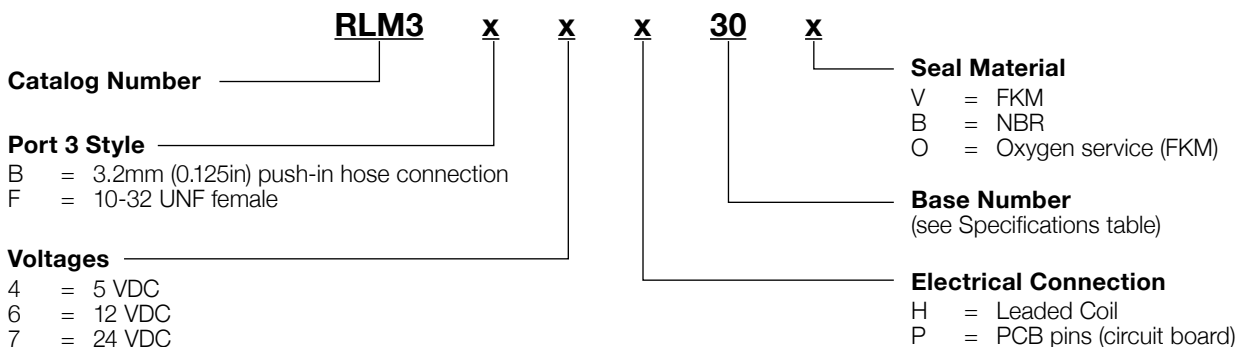 RLM3 x x x 30 x
Catalog Number
Port 3 Style
B = 3.2mm (0.125in) push-in hose connection
F = 10-32 UNF female
Voltages
4 = 5 VDC
6 = 12 VDC
7 = 24 VDC
Seal Material
V = FKM
B = NBR
O = Oxygen service (FKM)
Base Number
(see Specifications table)
Electrical Connection
H = Leaded Coil
P = PCB pins (circuit board)